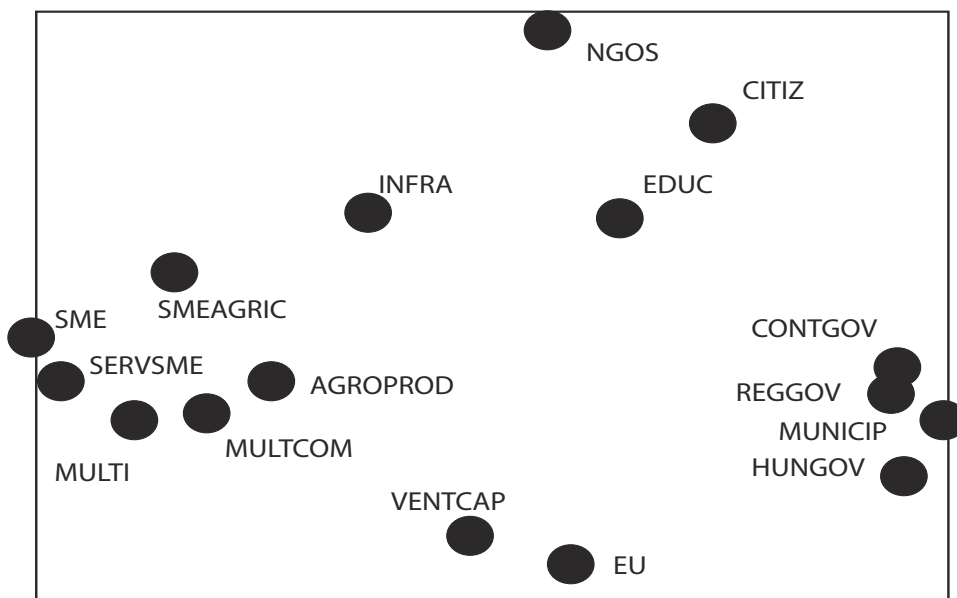 NGOS
CITIZ
INFRA
EDUC
SMEAGRIC
SME
CONTGOV
SERVSME
AGROPROD
REGGOV
MUNICIP
MULTCOM
HUNGOV
MULTI
VENTCAP
EU